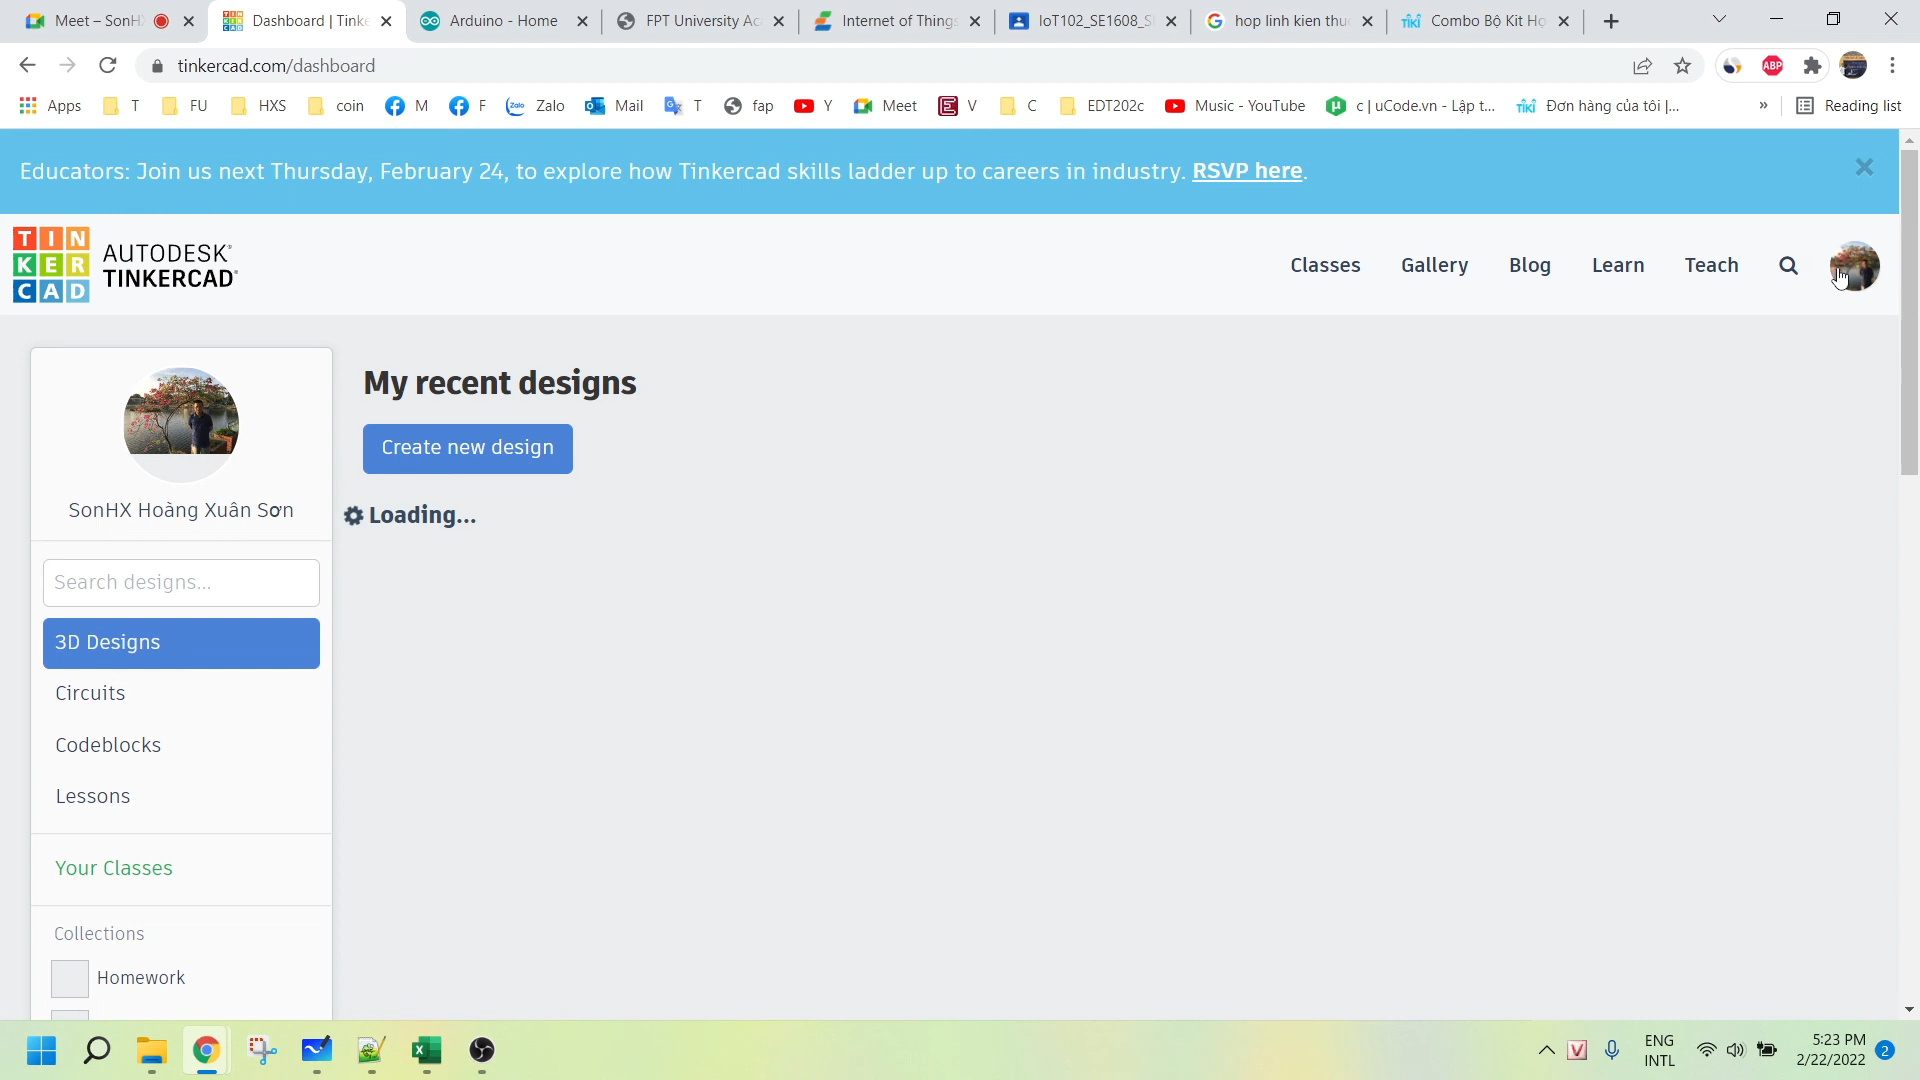 Meet – SonH
Dashboard | Tinke
Arduino - Home
FPT University Ac
Internet of Things
IoT102_SE1608_S
hop linh kien thu
Combo Bộ Kit Họ
tinkercad.com/dashboard
ABP
Apps
T
FU
HXS
coin
M
F
Zalo
Mail
T
fap
Y
Meet
V
C
EDT202c
Music - YouTube
c | uCode.vn - Lập t...
Đơn hàng của tôi |...
»
Reading list
Educators: Join us next Thursday, February 24, to explore how Tinkercad skills ladder up to careers in industry. RSVP here.
TIN
KER
CAD
AUTODESK®
TINKERCAD®
Classes
Gallery
Blog
Learn
Teach
My recent designs
Create new design
SonHX Hoàng Xuân Sơn
Loading...
Search designs...
3D Designs
Circuits
Codeblocks
Lessons
Your Classes
Collections
Homework
ENG
INTL
5:23 PM
2/22/2022
2